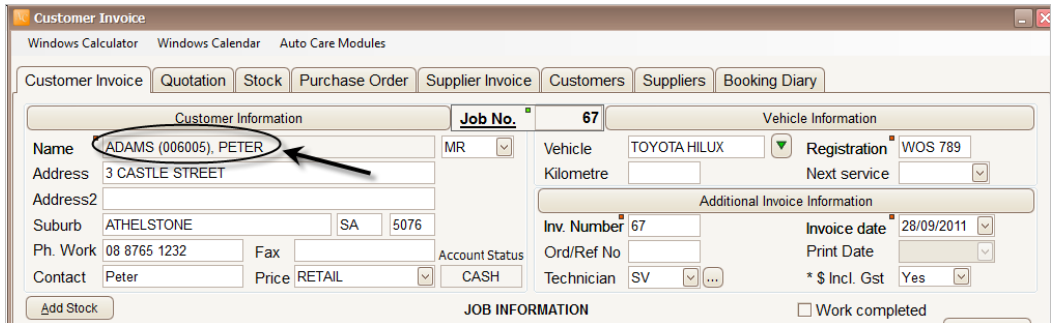 Customer Invoice
Windows Calculator Windows Calendar Auto Care Modules
Customer Invoice Quotation Stock Purchase Order Supplier Invoice Customers Suppliers Booking Diary
Customer Information Job No. 67 Vehicle Information
Name ADAMS (006005), PETER MR Vehicle TOYOTA HILUX Registration WOS 789
Address 3 CASTLE STREET Kilometre Next service
Address2 Additional Invoice Information
Suburb ATHELSTONE SA 5076 Inv. Number 67 Invoice date 28/09/2011
Ph. Work 08 8765 1232 Fax Account Status Ord/Ref No Print Date
Contact Peter Price RETAIL CASH Technician SV ... * $ Incl. Gst Yes
Add Stock JOB INFORMATION Work completed